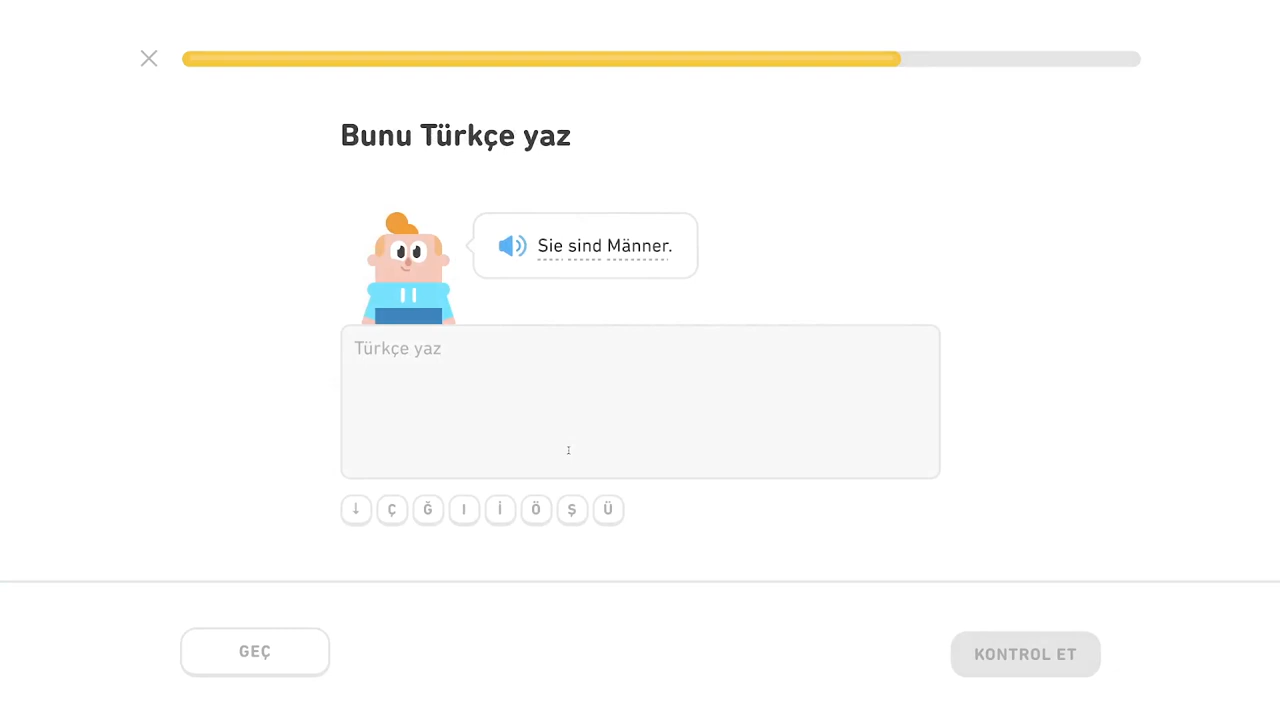 Bunu Türkçe yaz
Sie sind Männer.
Türkçe yaz
↓ Ç Ğ I İ Ö Ş Ü
GEÇ
KONTROL ET